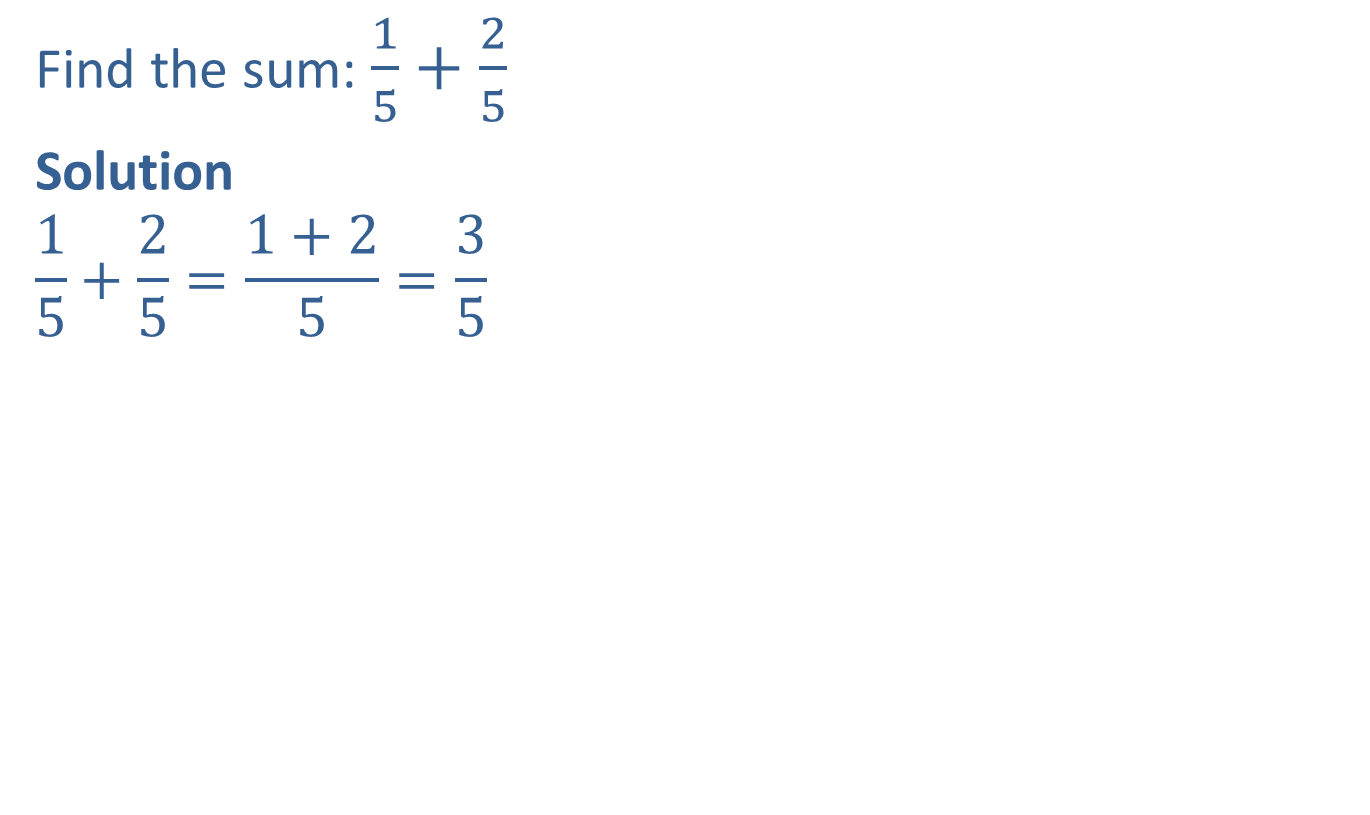 Find the sum: 1/5 + 2/5
Solution
1/5 + 2/5 = (1 + 2)/5 = 3/5